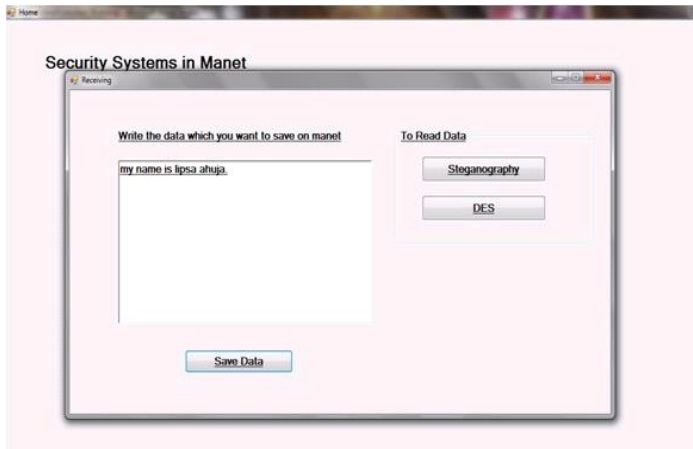 Home
Security Systems in Manet
Receiving
Write the data which you want to save on manet
To Read Data
my name is lipsa ahuja.
Steganography
DES
Save Data